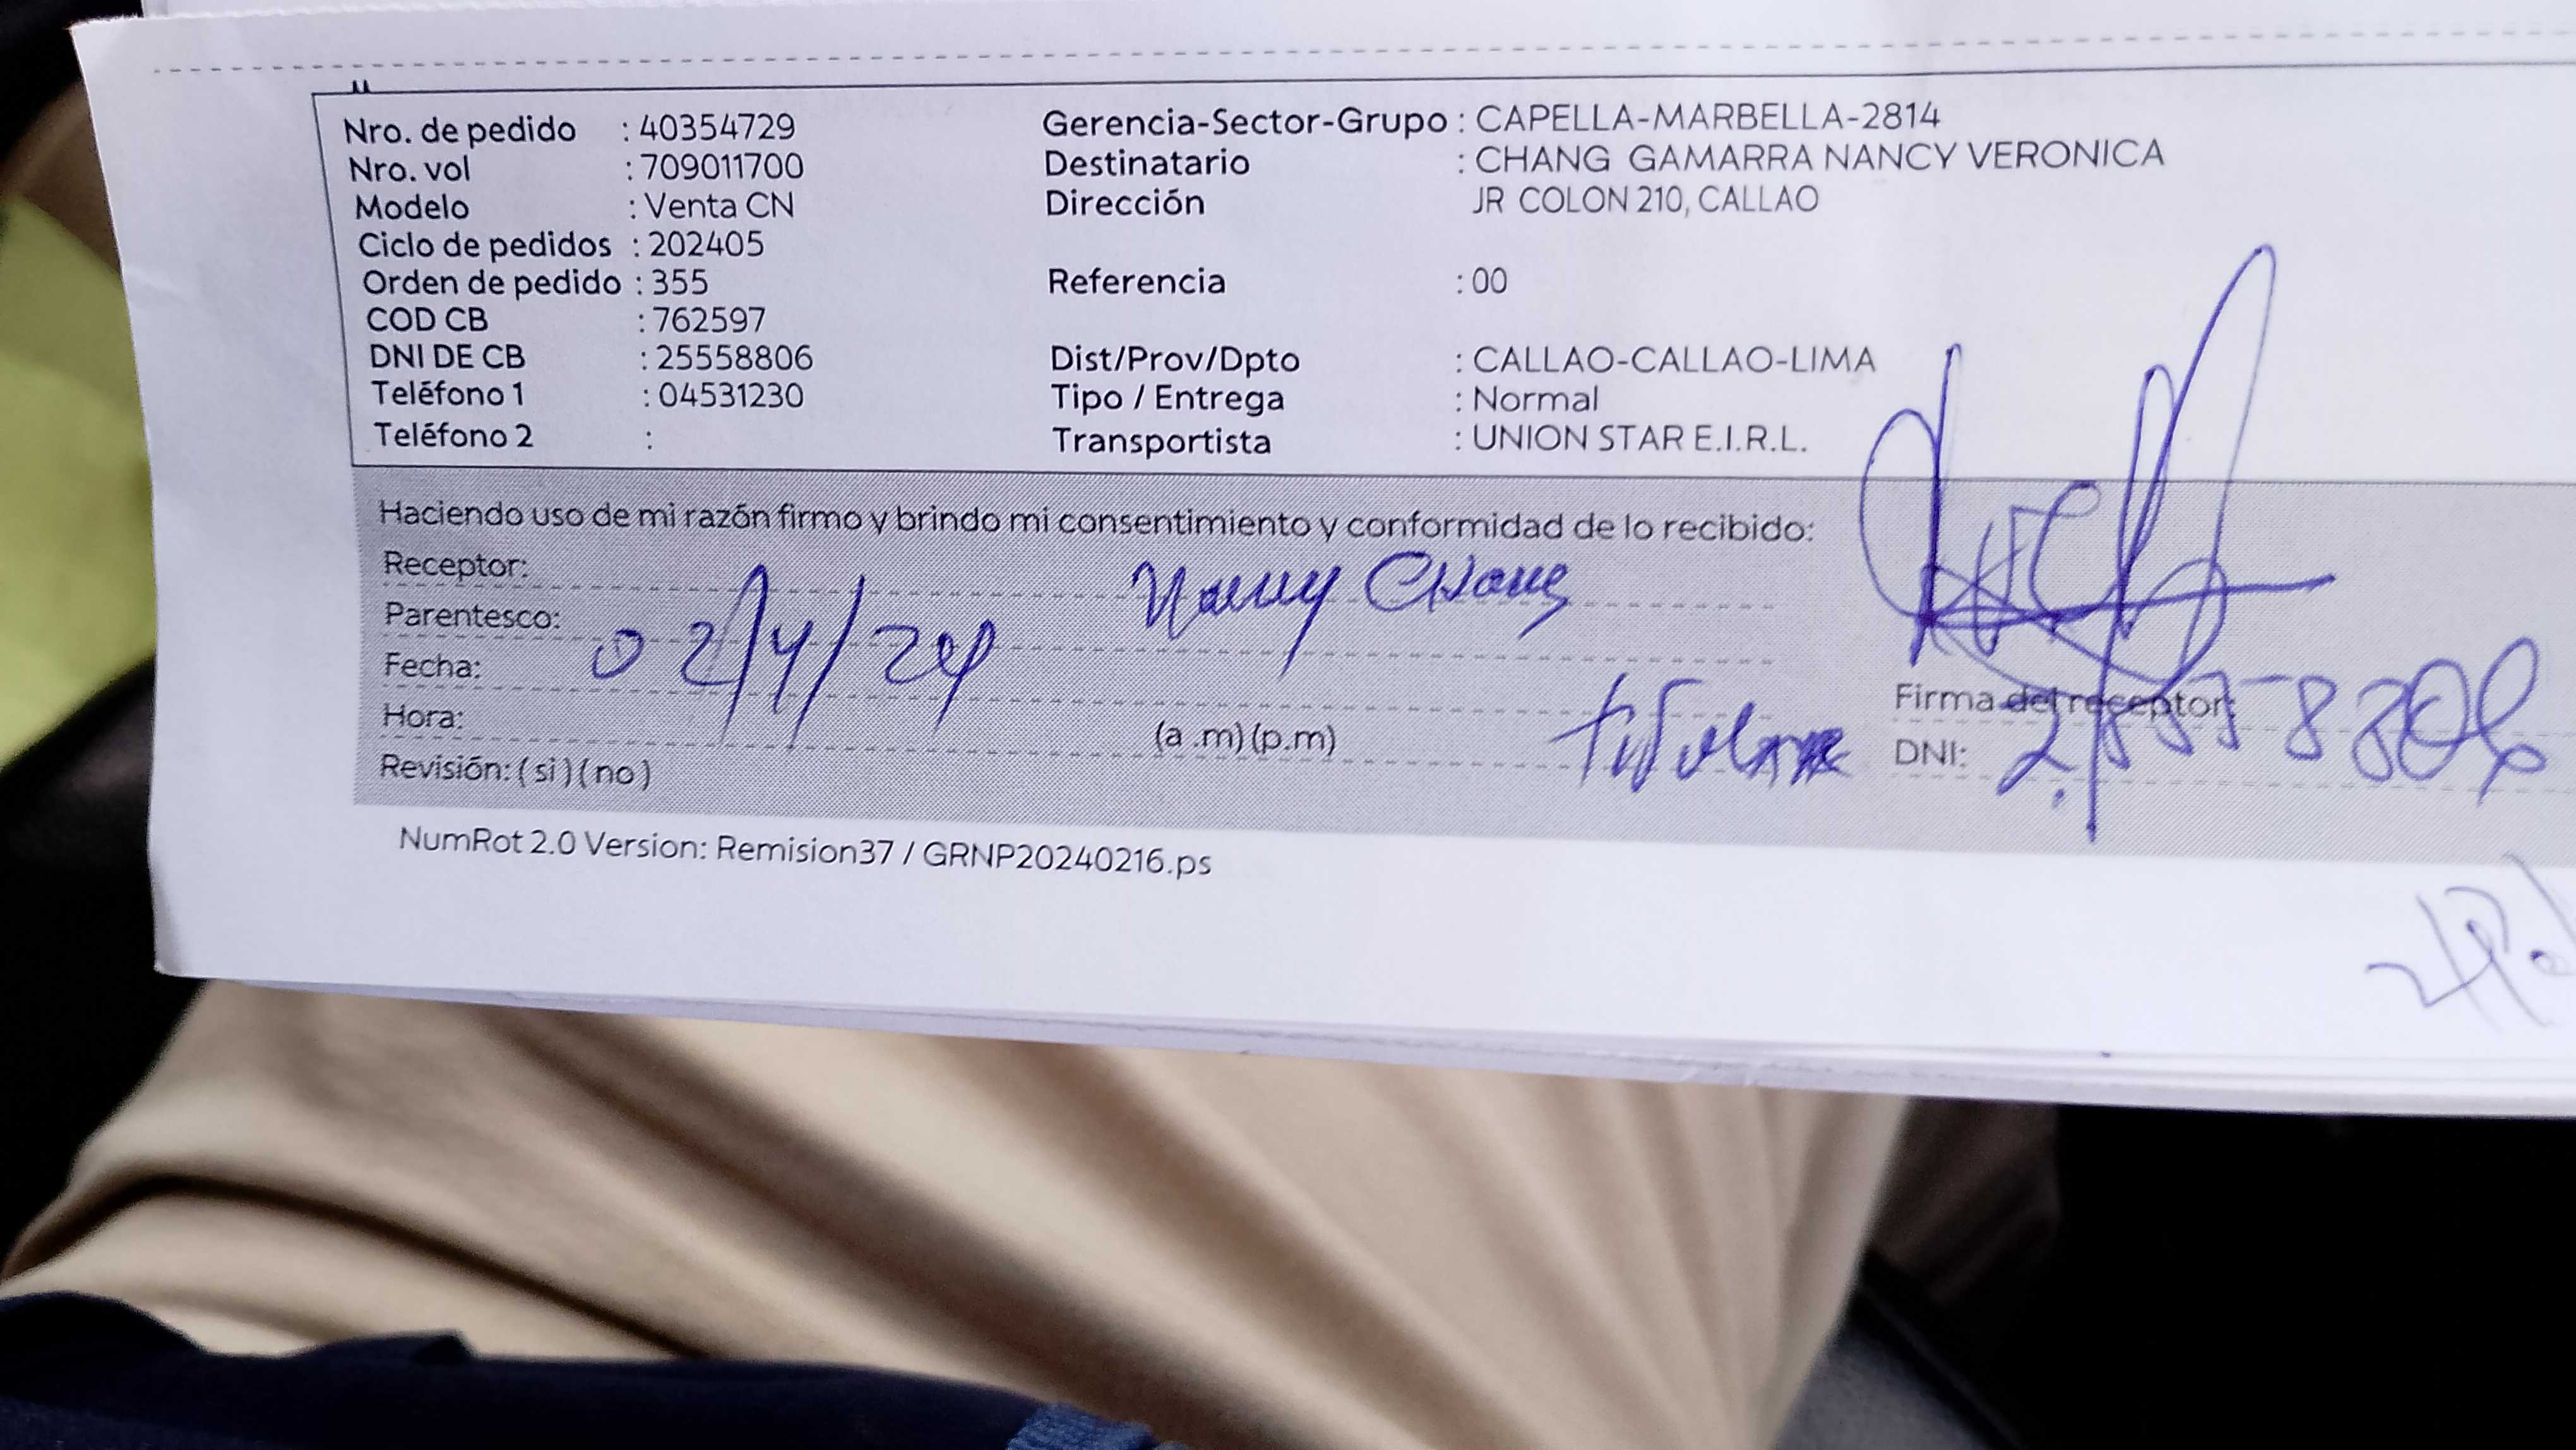 Nro. de pedido : 40354729 Gerencia-Sector-Grupo : CAPELLA-MARBELLA-2814
Nro. vol : 709011700 Destinatario : CHANG GAMARRA NANCY VERONICA
Modelo : Venta CN Dirección JR COLON 210, CALLAO
Ciclo de pedidos : 202405
Orden de pedido : 355 Referencia : 00
COD CB : 762597
DNI DE CB : 25558806 Dist/Prov/Dpto : CALLAO-CALLAO-LIMA
Teléfono 1 : 04531230 Tipo / Entrega : Normal
Teléfono 2 : Transportista : UNION STAR E.I.R.L.
Haciendo uso de mi razón firmo y brindo mi consentimiento y conformidad de lo recibido:
Receptor: Nancy Chang
Parentesco:
Fecha: 02/4/24
Firma del receptor:
Hora: (a .m) (p.m)
DNI: 25558806
Revisión: ( si ) ( no )
NumRot 2.0 Version: Remision37 / GRNP20240216.ps